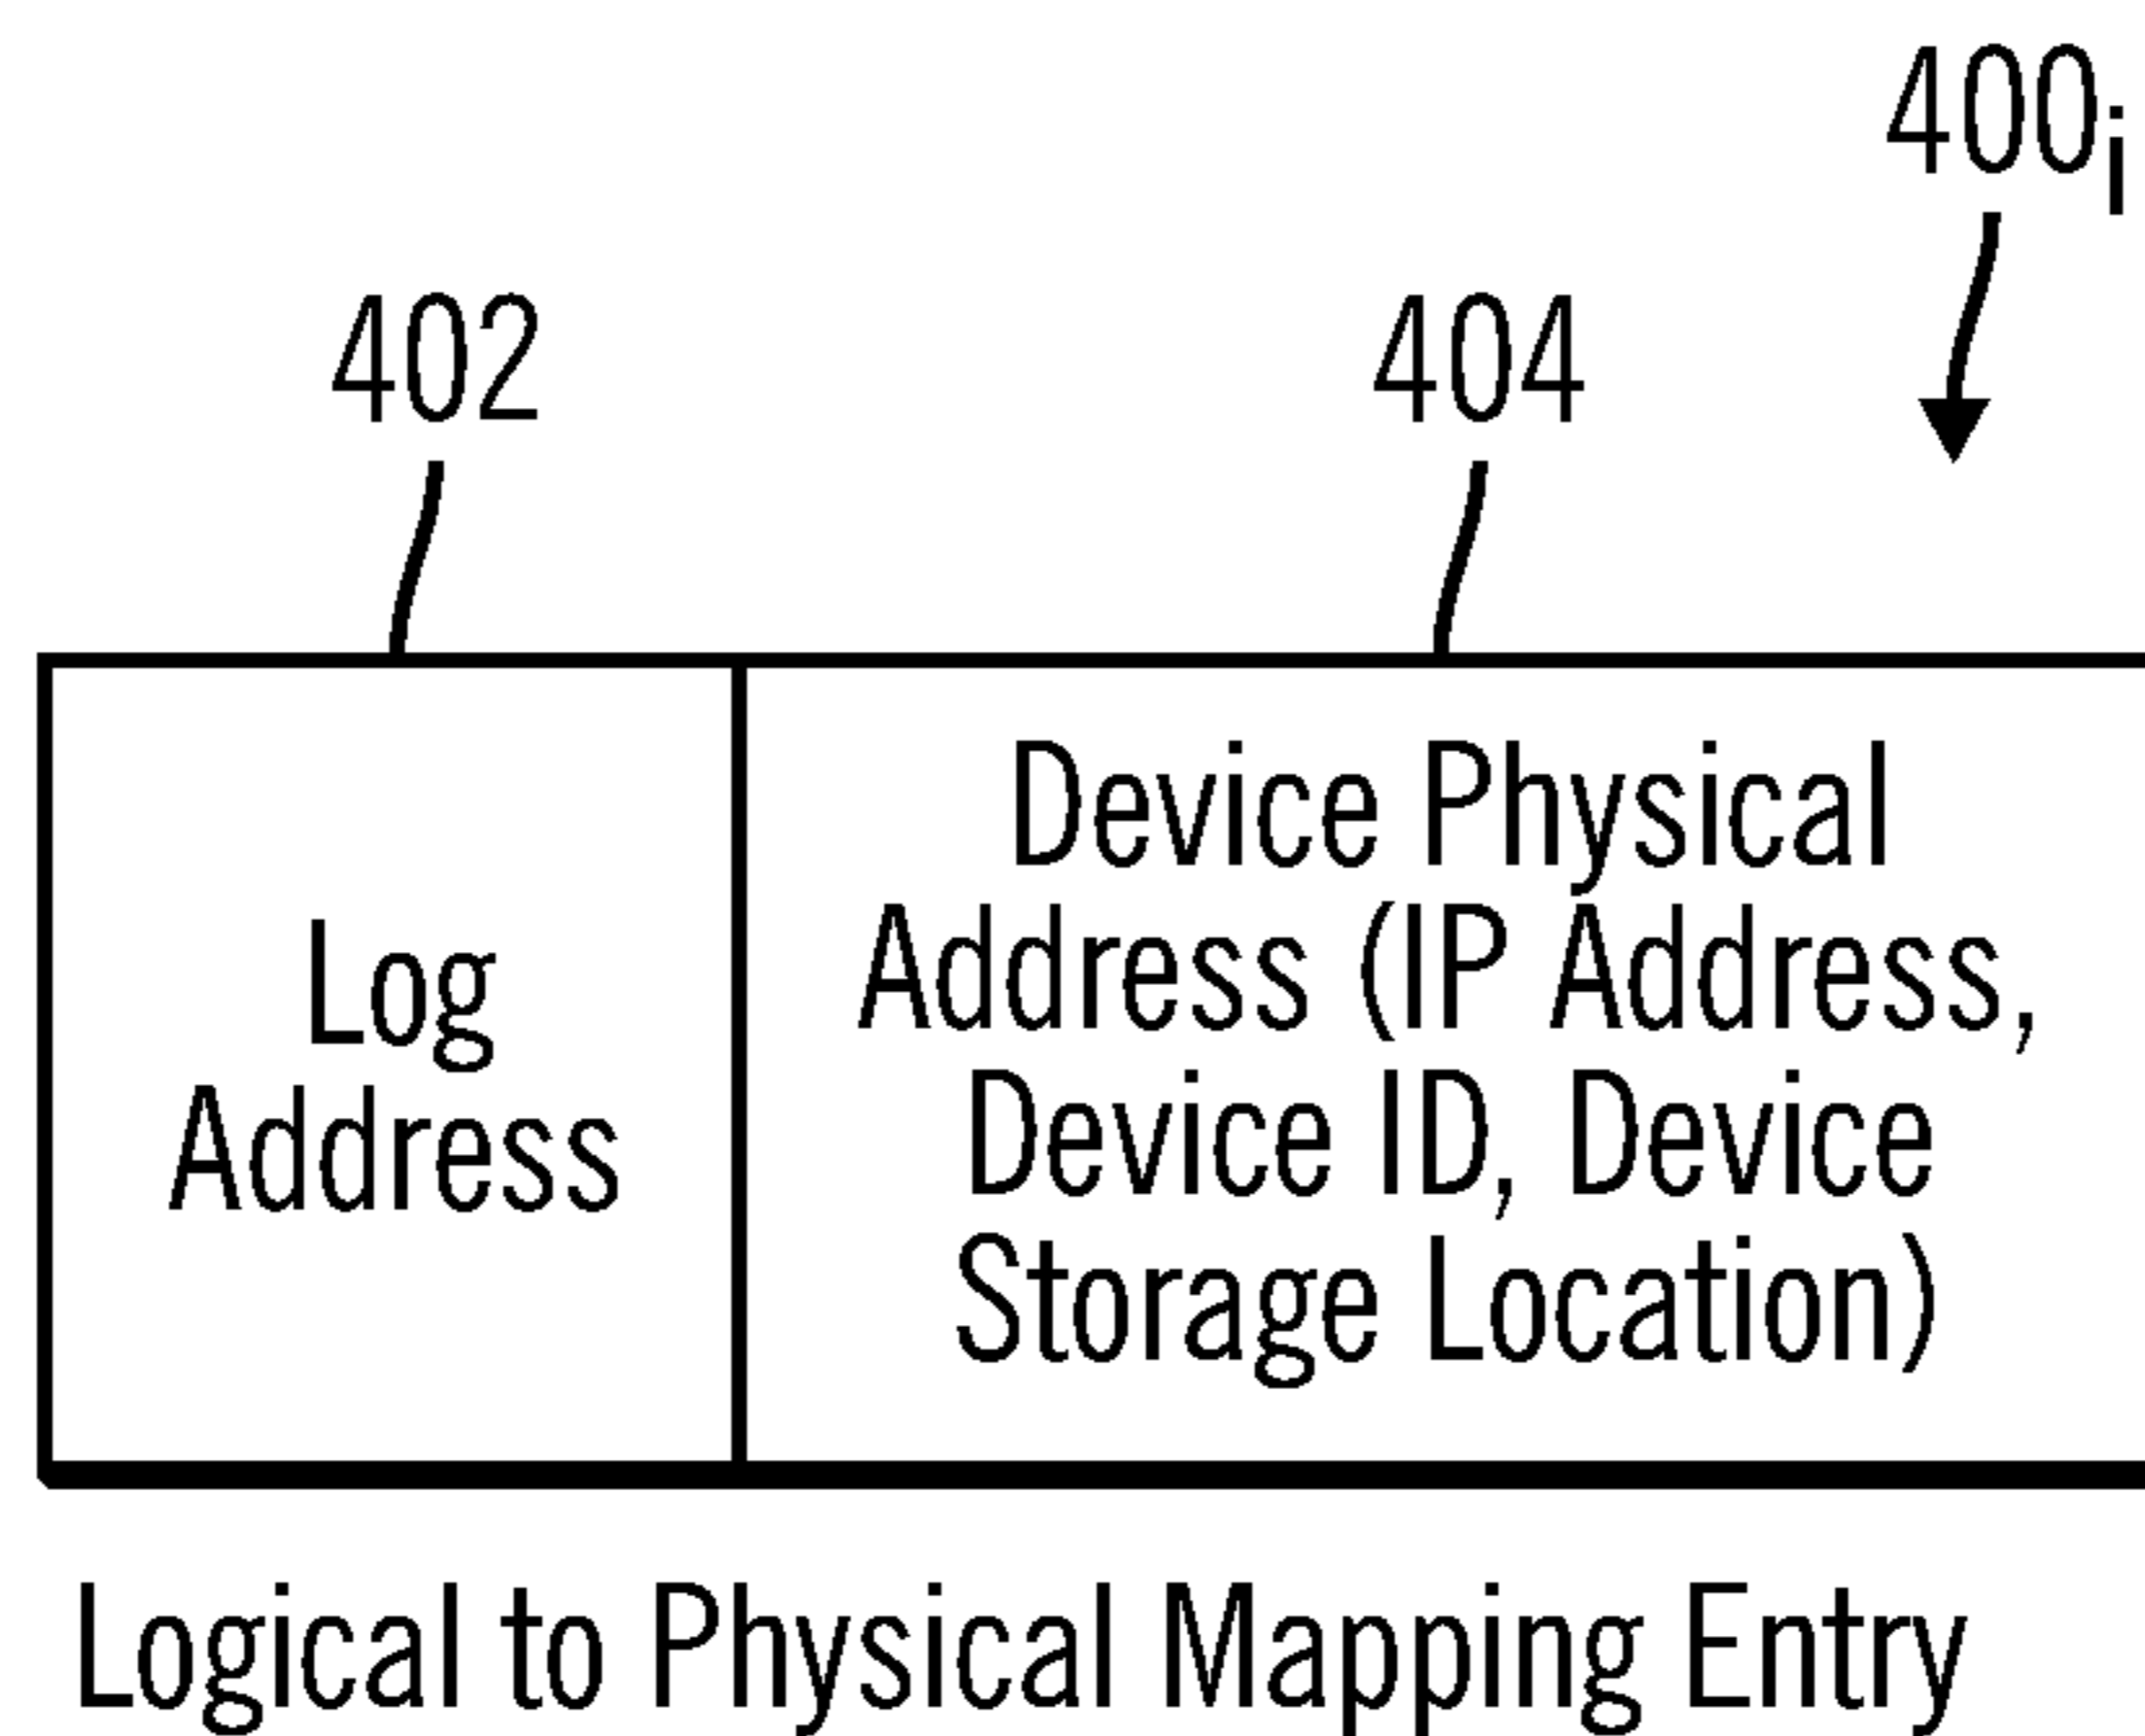 400i
402
404
Log
Address
Device Physical
Address (IP Address,
Device ID, Device
Storage Location)
Logical to Physical Mapping Entry